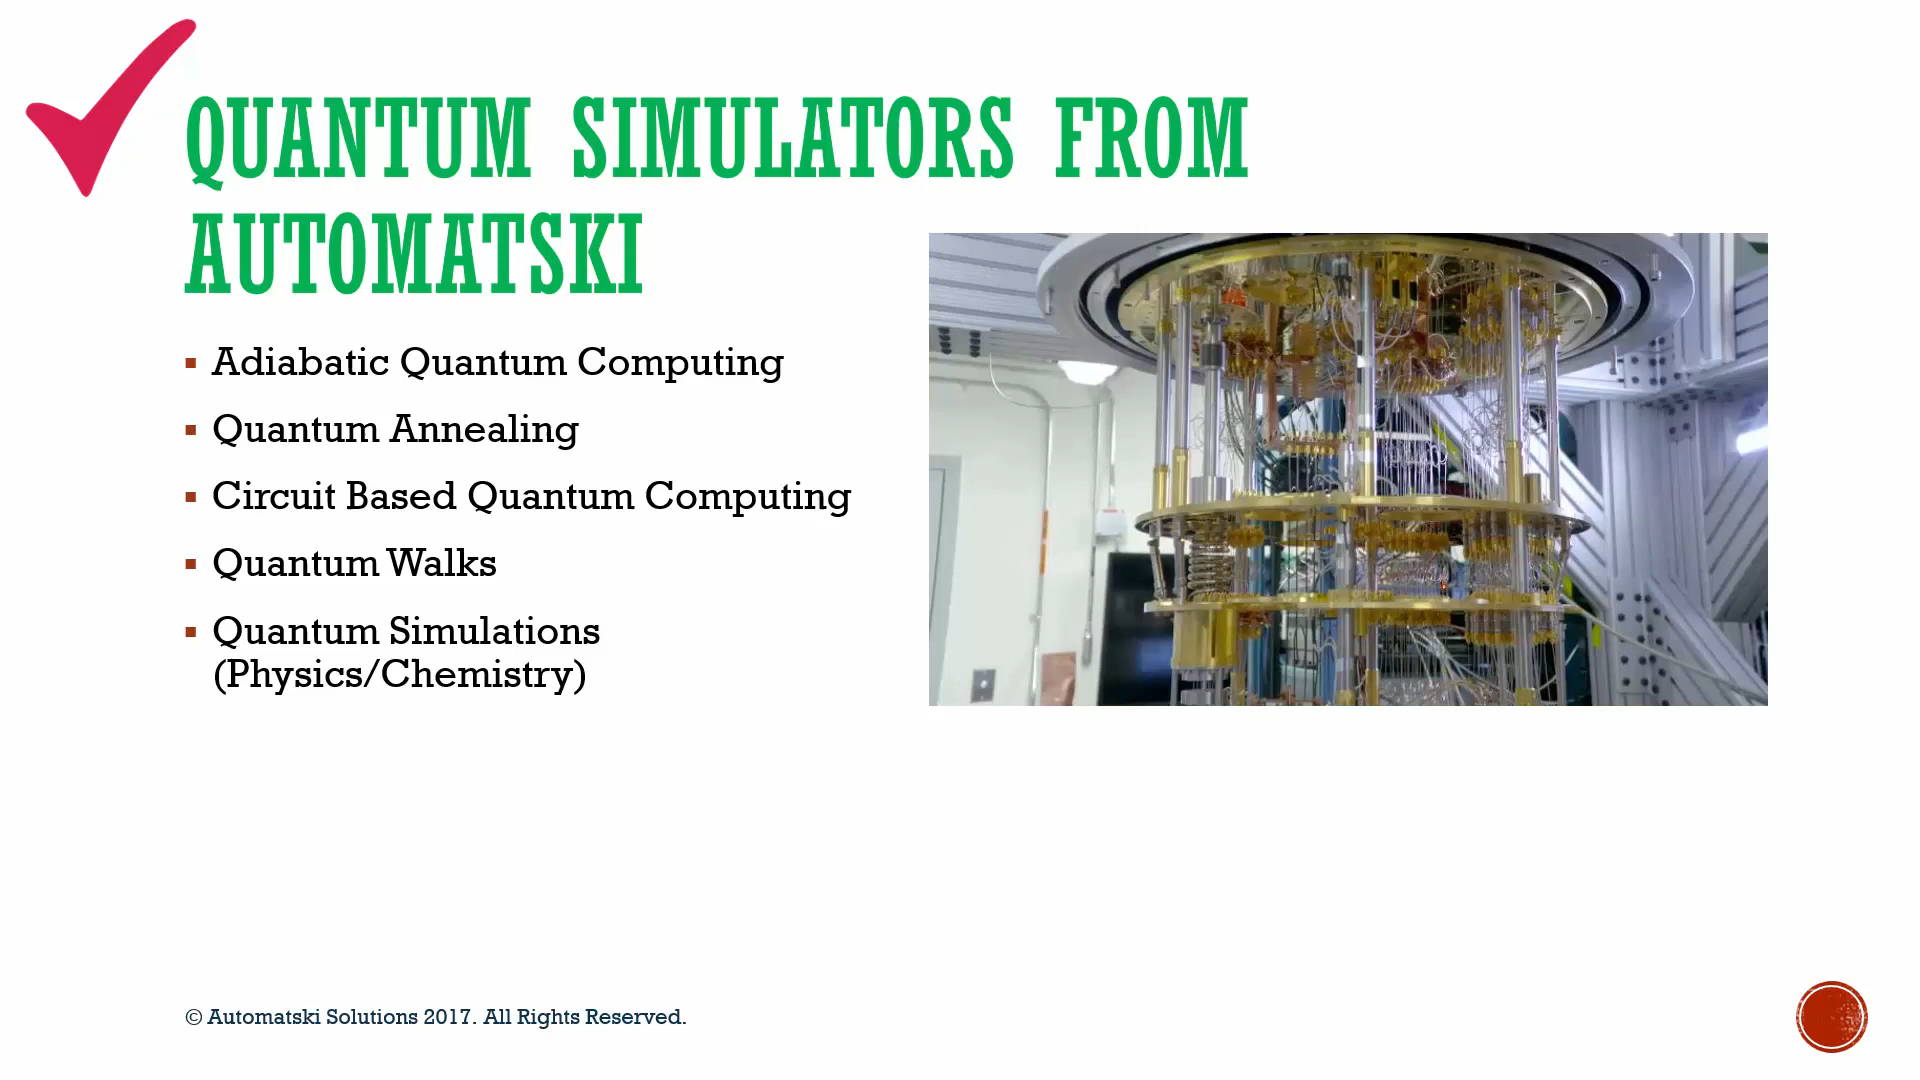 QUANTUM SIMULATORS FROM
AUTOMATSKI
Adiabatic Quantum Computing
Quantum Annealing
Circuit Based Quantum Computing
Quantum Walks
Quantum Simulations
(Physics/Chemistry)
© Automatski Solutions 2017. All Rights Reserved.